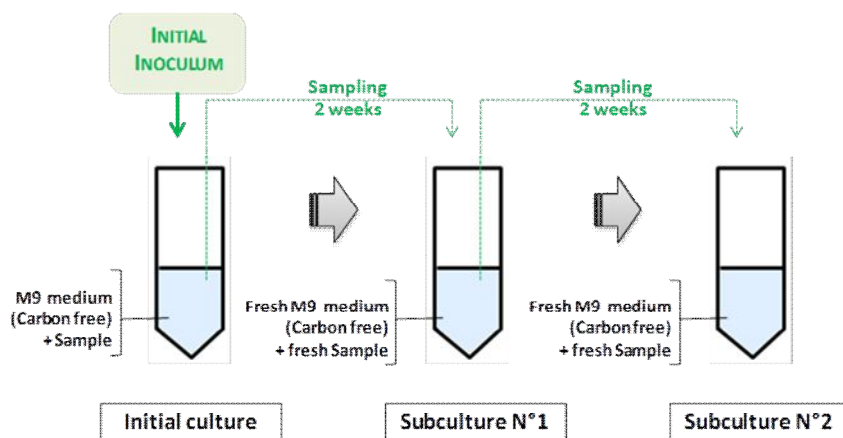 INITIAL
INOCULUM
Sampling
2 weeks
Sampling
2 weeks
M9 medium
(Carbon free)
+ Sample
Fresh M9 medium
(Carbon free)
+ fresh Sample
Fresh M9 medium
(Carbon free)
+ fresh Sample
Initial culture
Subculture N°1
Subculture N°2